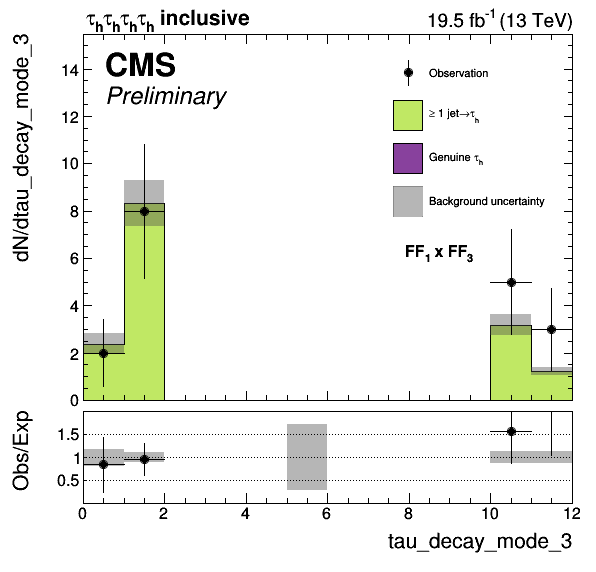 τhτhτhτh inclusive
19.5 fb-1 (13 TeV)
dN/dtau_decay_mode_3
CMS
Preliminary
Observation
≥ 1 jet→τh
Genuine τh
Background uncertainty
FF1 x FF3
14
12
10
8
6
4
2
0
Obs/Exp
1.5
1
0.5
0 2 4 6 8 10 12
tau_decay_mode_3